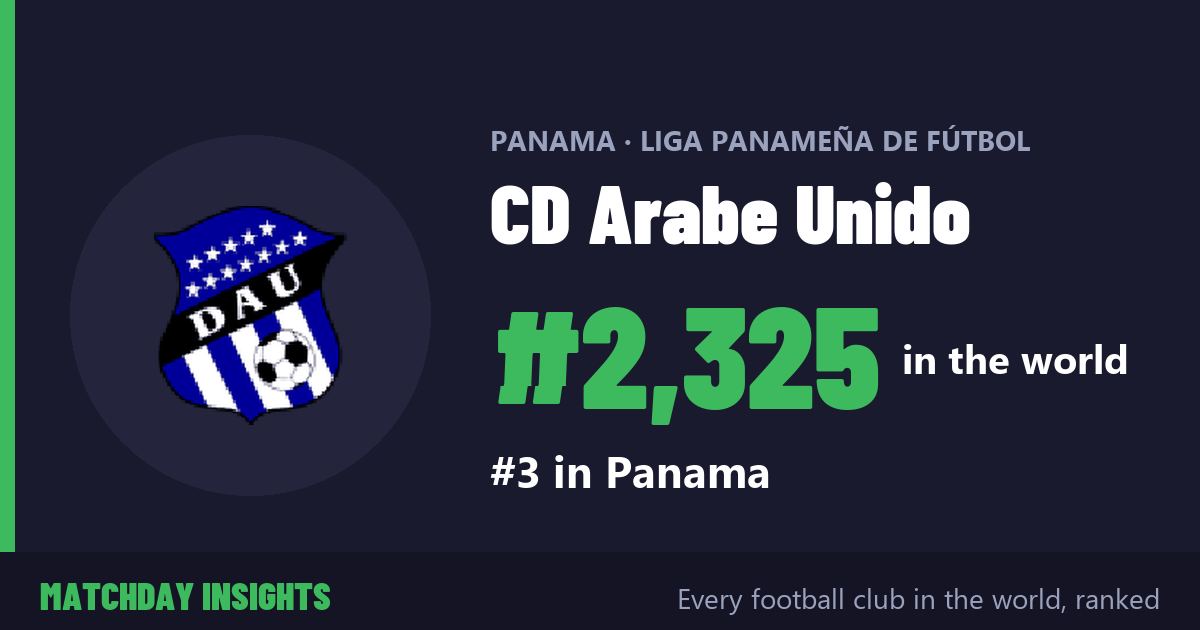 PANAMA · LIGA PANAMEÑA DE FÚTBOL
CD Arabe Unido
DAU
#2,325 in the world
#3 in Panama
MATCHDAY INSIGHTS
Every football club in the world, ranked